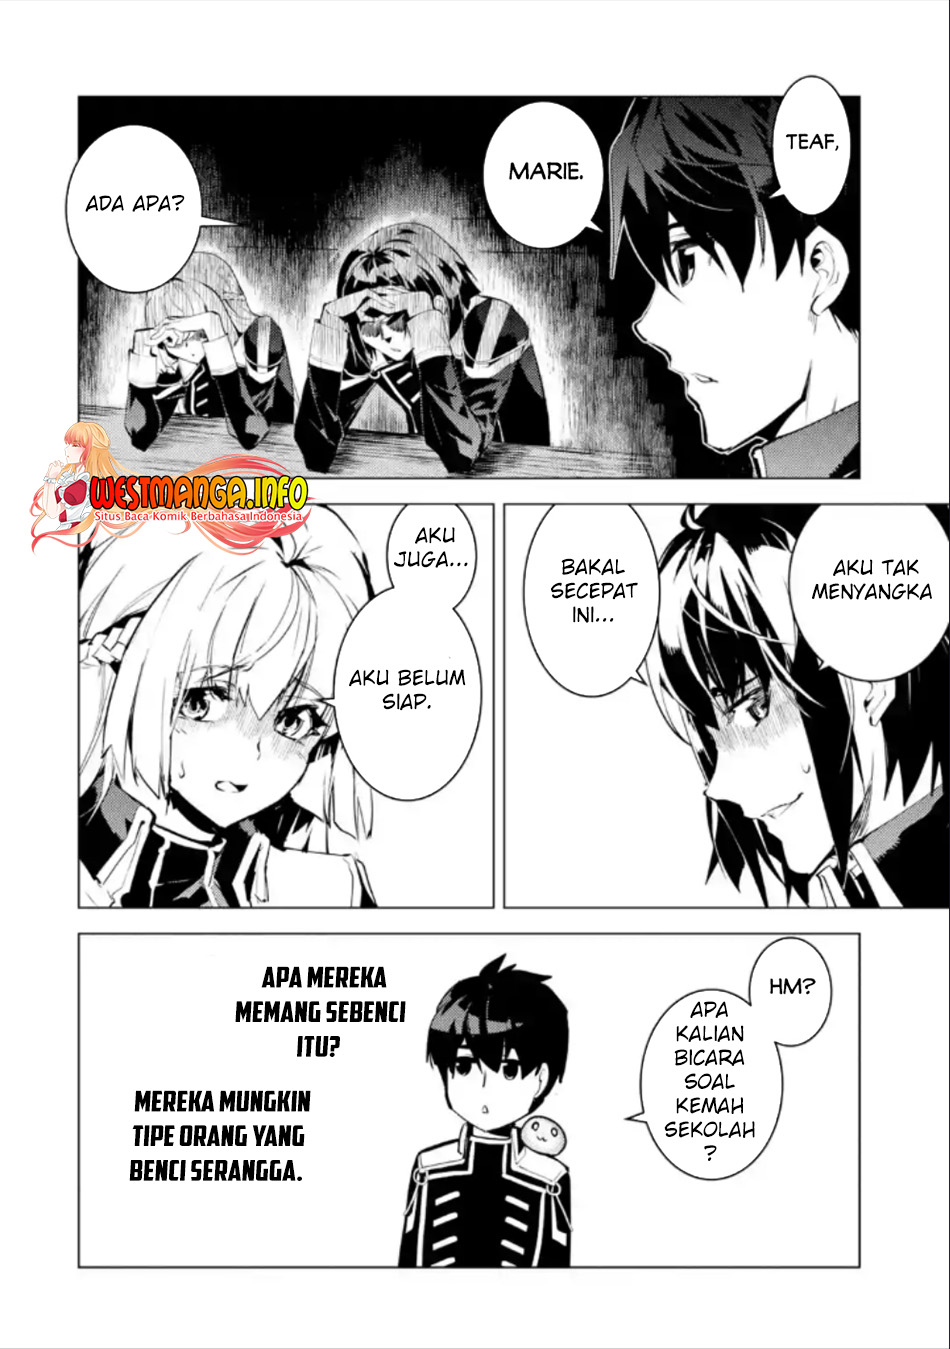 TEAF,
MARIE.
ADA APA?
WESTMANGA.INFO
Situs Baca Komik Berbahasa Indonesia
AKU TAK
MENYANGKA
BAKAL
SECEPAT
INI...
AKU
JUGA...
AKU BELUM
SIAP.
HM?
APA
KALIAN
BICARA
SOAL
KEMAH
SEKOLAH
?
APA MEREKA
MEMANG SEBENCI
ITU?
MEREKA MUNGKIN
TIPE ORANG YANG
BENCI SERANGGA.